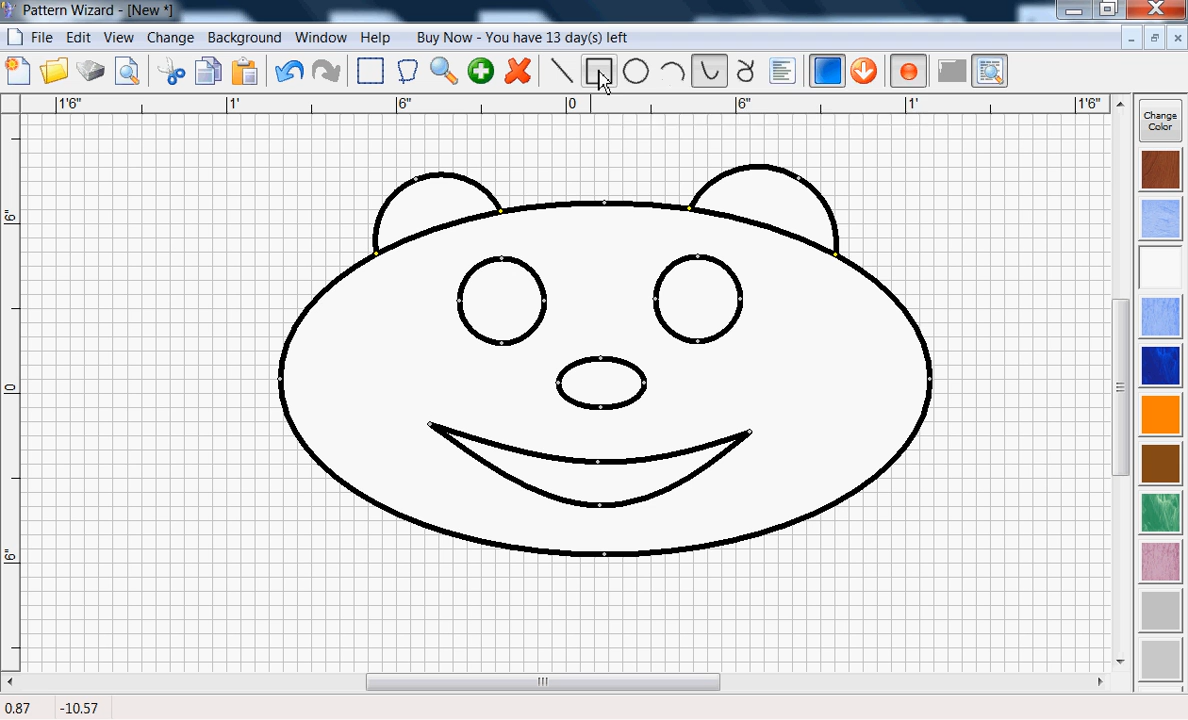 Pattern Wizard - [New *]
File Edit View Change Background Window Help Buy Now - You have 13 day(s) left
1'6" 1' 6" 0 6" 1' 1'6"
Change
Color
6"
0
6"
0.87 -10.57